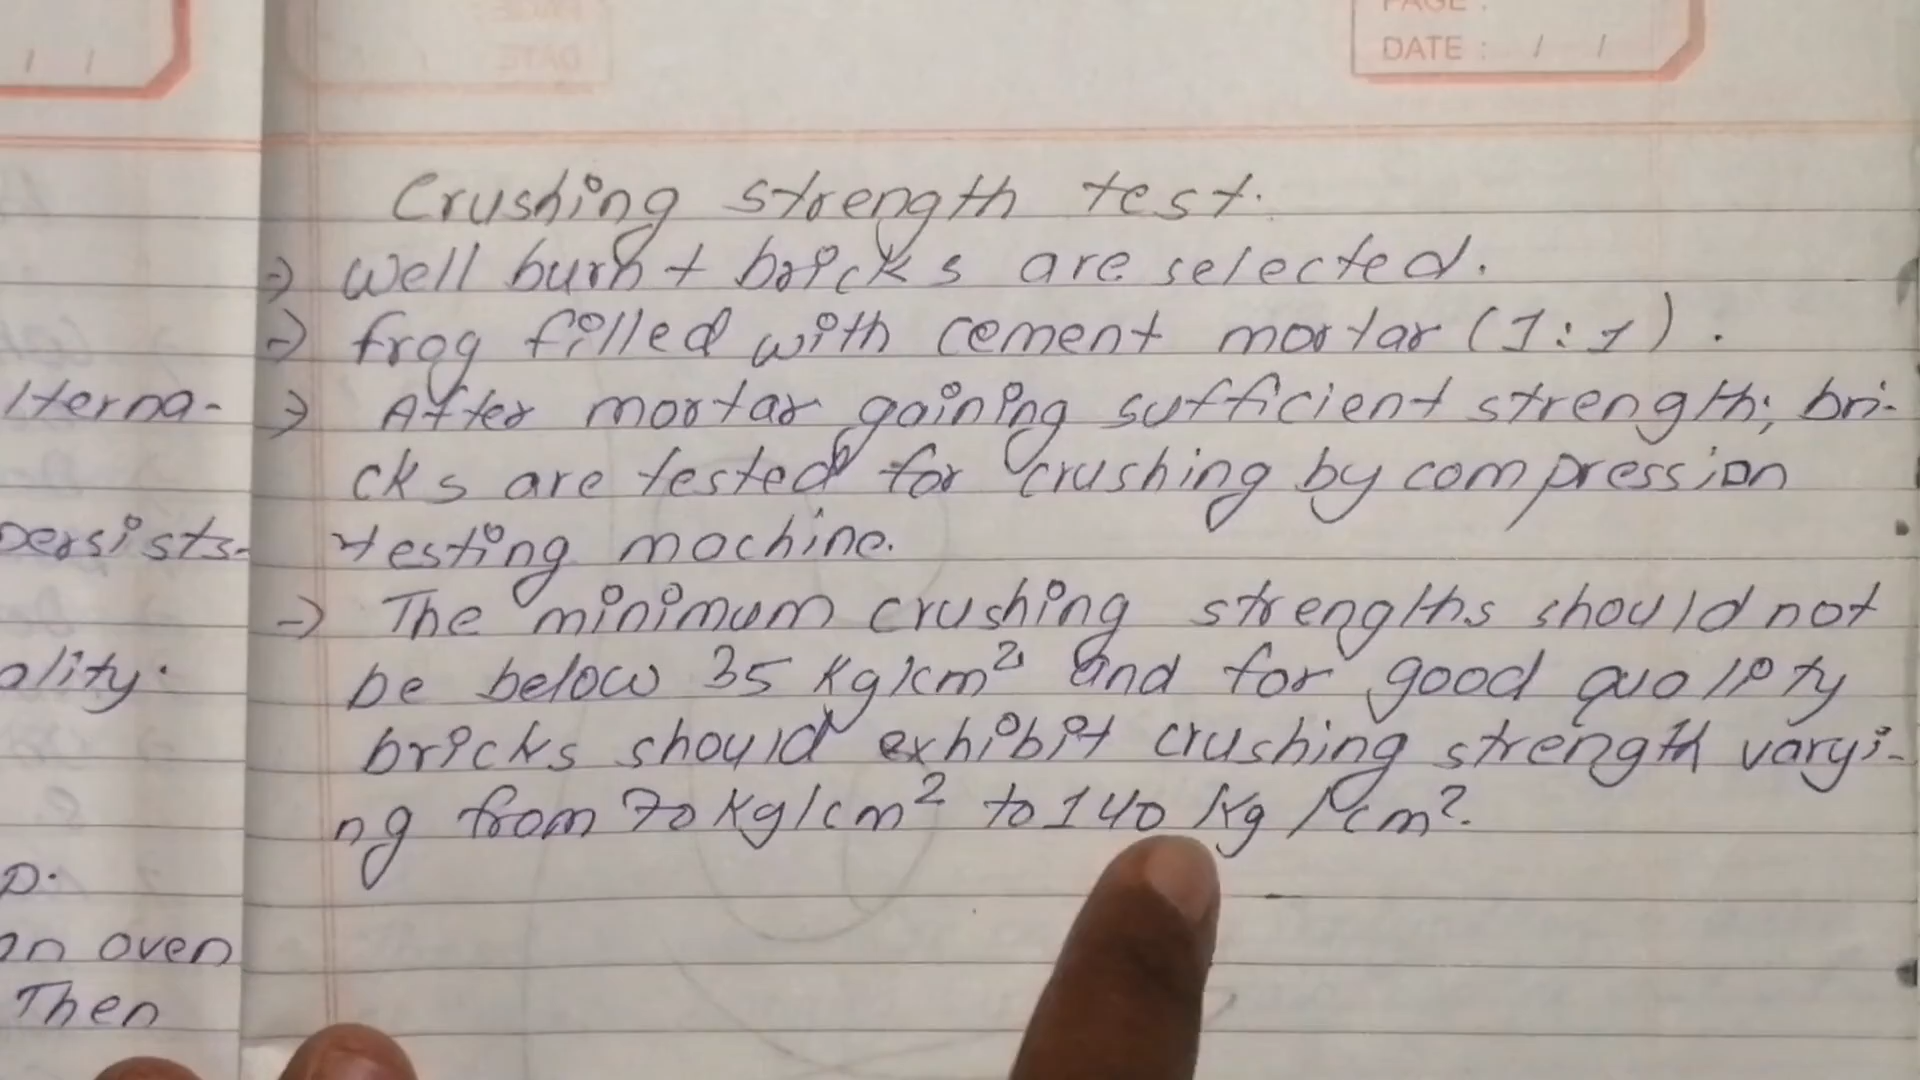 PAGE :
DATE : / /
Crushing strength test.
→ Well burnt bricks are selected.
→ frog filled with cement mortar (1:1).
→ After mortar gaining sufficient strength; bri-
cks are tested for crushing by compression
testing machine.
→ The minimum crushing strengths should not
be below 35 Kg/cm² and for good quality
bricks should exhibit crushing strength varyi-
ng from 70 Kg/cm² to 140 Kg/cm².
lterna-
persists.
ality.
p.
an oven
Then